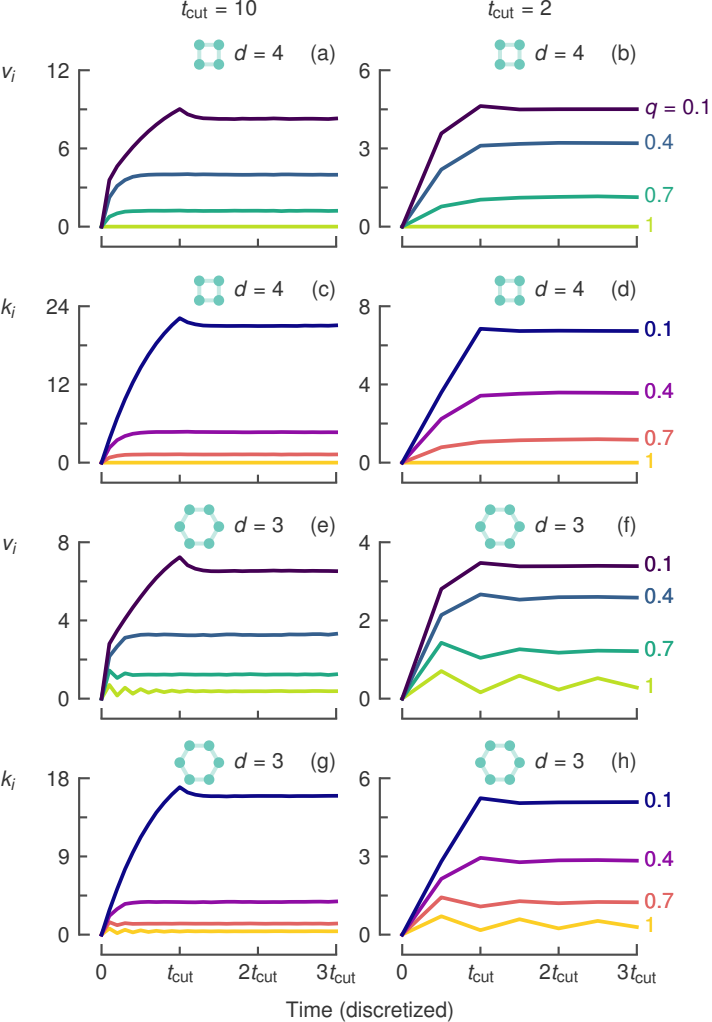 t_cut = 10
t_cut = 2
d = 4 (a)
d = 4 (b)
v_i
12
6
0
6
3
0
q = 0.1
0.4
0.7
1
d = 4 (c)
d = 4 (d)
k_i
24
12
0
8
4
0
0.1
0.4
0.7
1
d = 3 (e)
d = 3 (f)
v_i
8
4
0
4
2
0
0.1
0.4
0.7
1
d = 3 (g)
d = 3 (h)
k_i
18
9
0
6
3
0
0.1
0.4
0.7
1
0 t_cut 2t_cut 3t_cut
0 t_cut 2t_cut 3t_cut
Time (discretized)